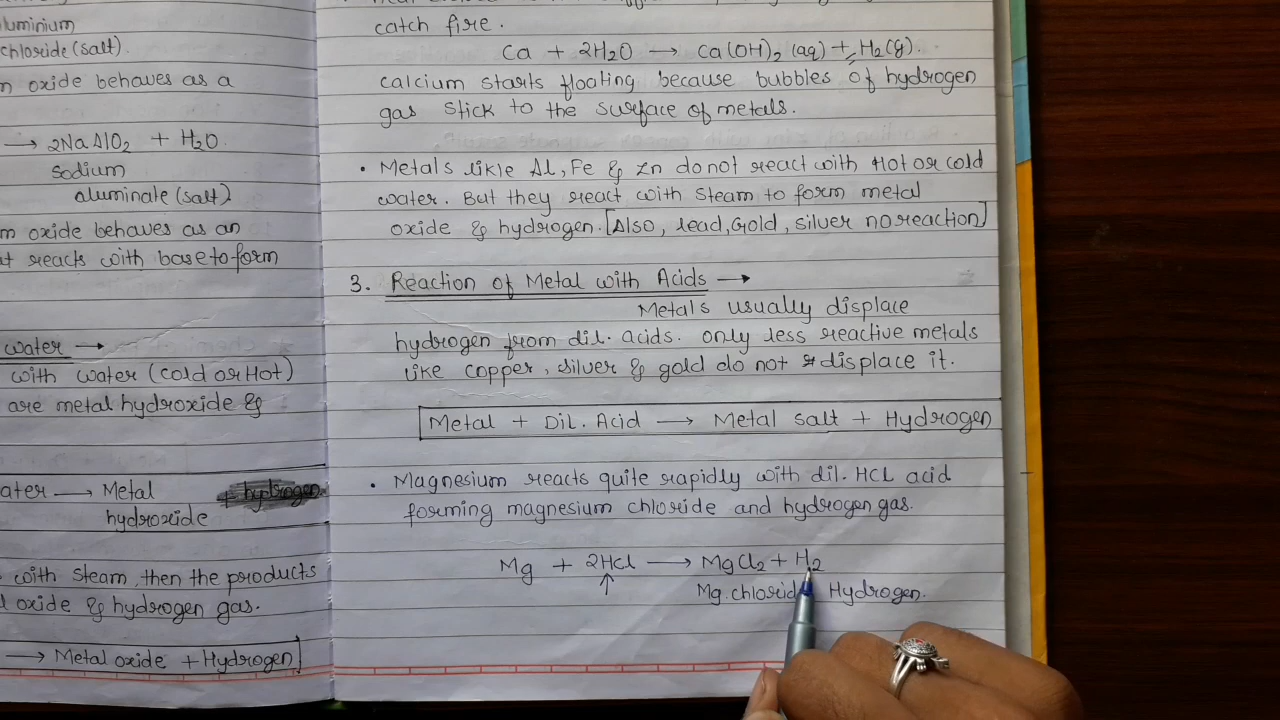 luminium
chloride (salt).
oxide behaves as a
→ 2NaAlO2 + H2O.
sodium
aluminate (salt)
oxide behaves as an
reacts with base to form
water →
with water (cold or Hot)
are metal hydroxide &
ater → Metal + hydrogen
hydroxide
with steam, then the products
oxide & hydrogen gas.
→ Metal oxide + Hydrogen
catch fire.
Ca + 2H2O → Ca(OH)2 (aq) + H2(g).
calcium starts floating because bubbles of hydrogen
gas stick to the surface of metals.
• Metals likle Al, Fe & Zn do not react with Hot or cold
water. But they react with steam to form metal
oxide & hydrogen. [Also, lead, Gold, silver no reaction]
3. Reaction of Metal with Acids →
Metals usually displace
hydrogen from dil. acids. only less reactive metals
like copper, silver & gold do not displace it.
Metal + Dil. Acid → Metal salt + Hydrogen
• Magnesium reacts quite rapidly with dil. HCL acid
forming magnesium chloride and hydrogen gas.
Mg + 2HCl → MgCl2 + H2
Mg. chlorid Hydrogen.